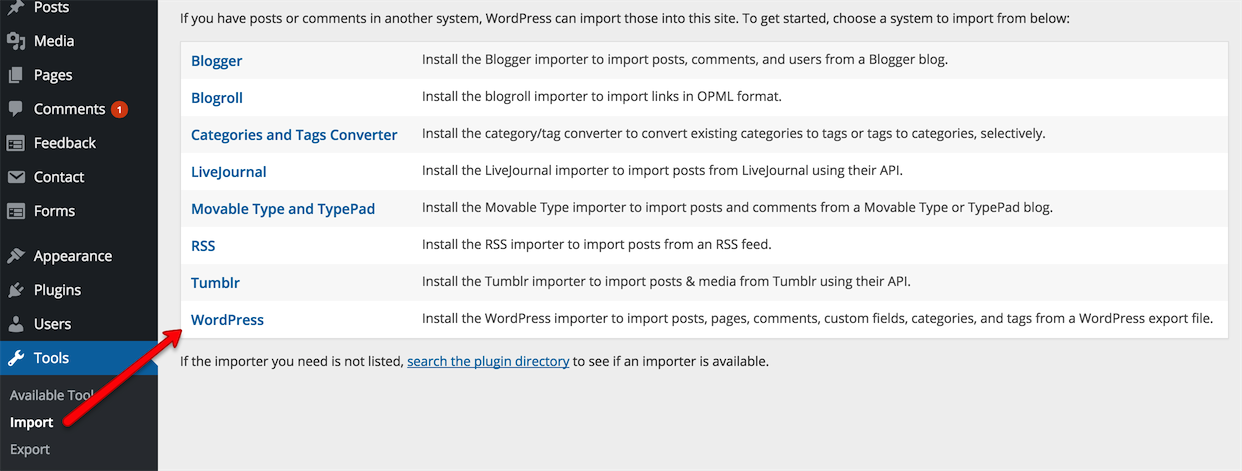 Posts
Media
Pages
Comments 1
Feedback
Contact
Forms
Appearance
Plugins
Users
Tools
Available Tool
Import
Export
If you have posts or comments in another system, WordPress can import those into this site. To get started, choose a system to import from below:
Blogger Install the Blogger importer to import posts, comments, and users from a Blogger blog.
Blogroll Install the blogroll importer to import links in OPML format.
Categories and Tags Converter Install the category/tag converter to convert existing categories to tags or tags to categories, selectively.
LiveJournal Install the LiveJournal importer to import posts from LiveJournal using their API.
Movable Type and TypePad Install the Movable Type importer to import posts and comments from a Movable Type or TypePad blog.
RSS Install the RSS importer to import posts from an RSS feed.
Tumblr Install the Tumblr importer to import posts & media from Tumblr using their API.
WordPress Install the WordPress importer to import posts, pages, comments, custom fields, categories, and tags from a WordPress export file.
If the importer you need is not listed, search the plugin directory to see if an importer is available.